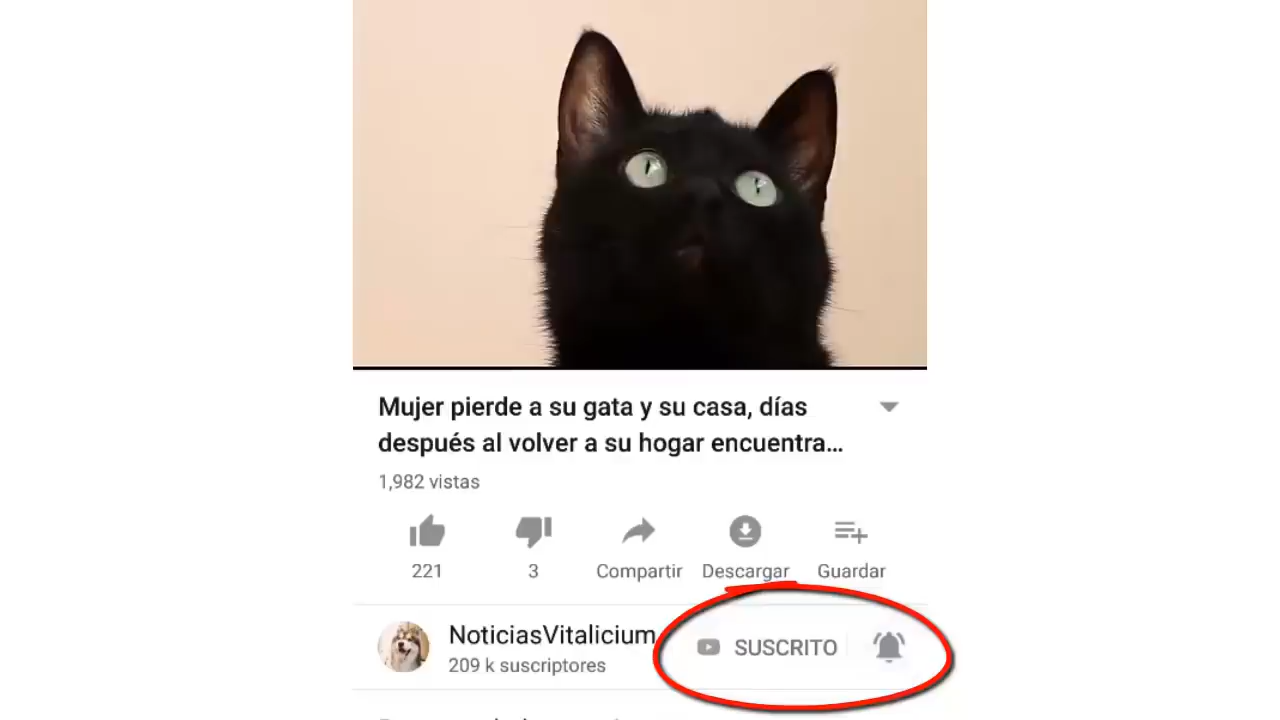 Mujer pierde a su gata y su casa, días
después al volver a su hogar encuentra...
1,982 vistas
221 3 Compartir Descargar Guardar
NoticiasVitalicium
209 k suscriptores
SUSCRITO